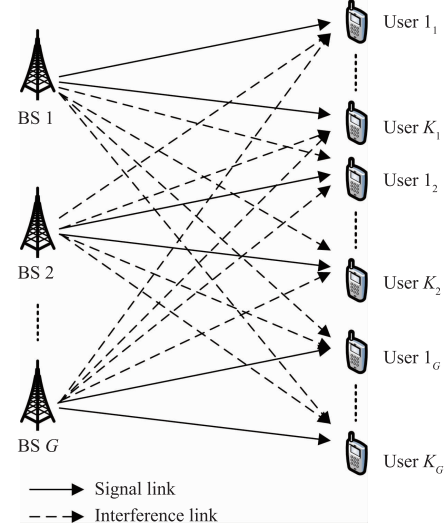 User 1₁
BS 1
User K₁
User 1₂
BS 2
User K₂
User 1_G
BS G
User K_G
Signal link
Interference link